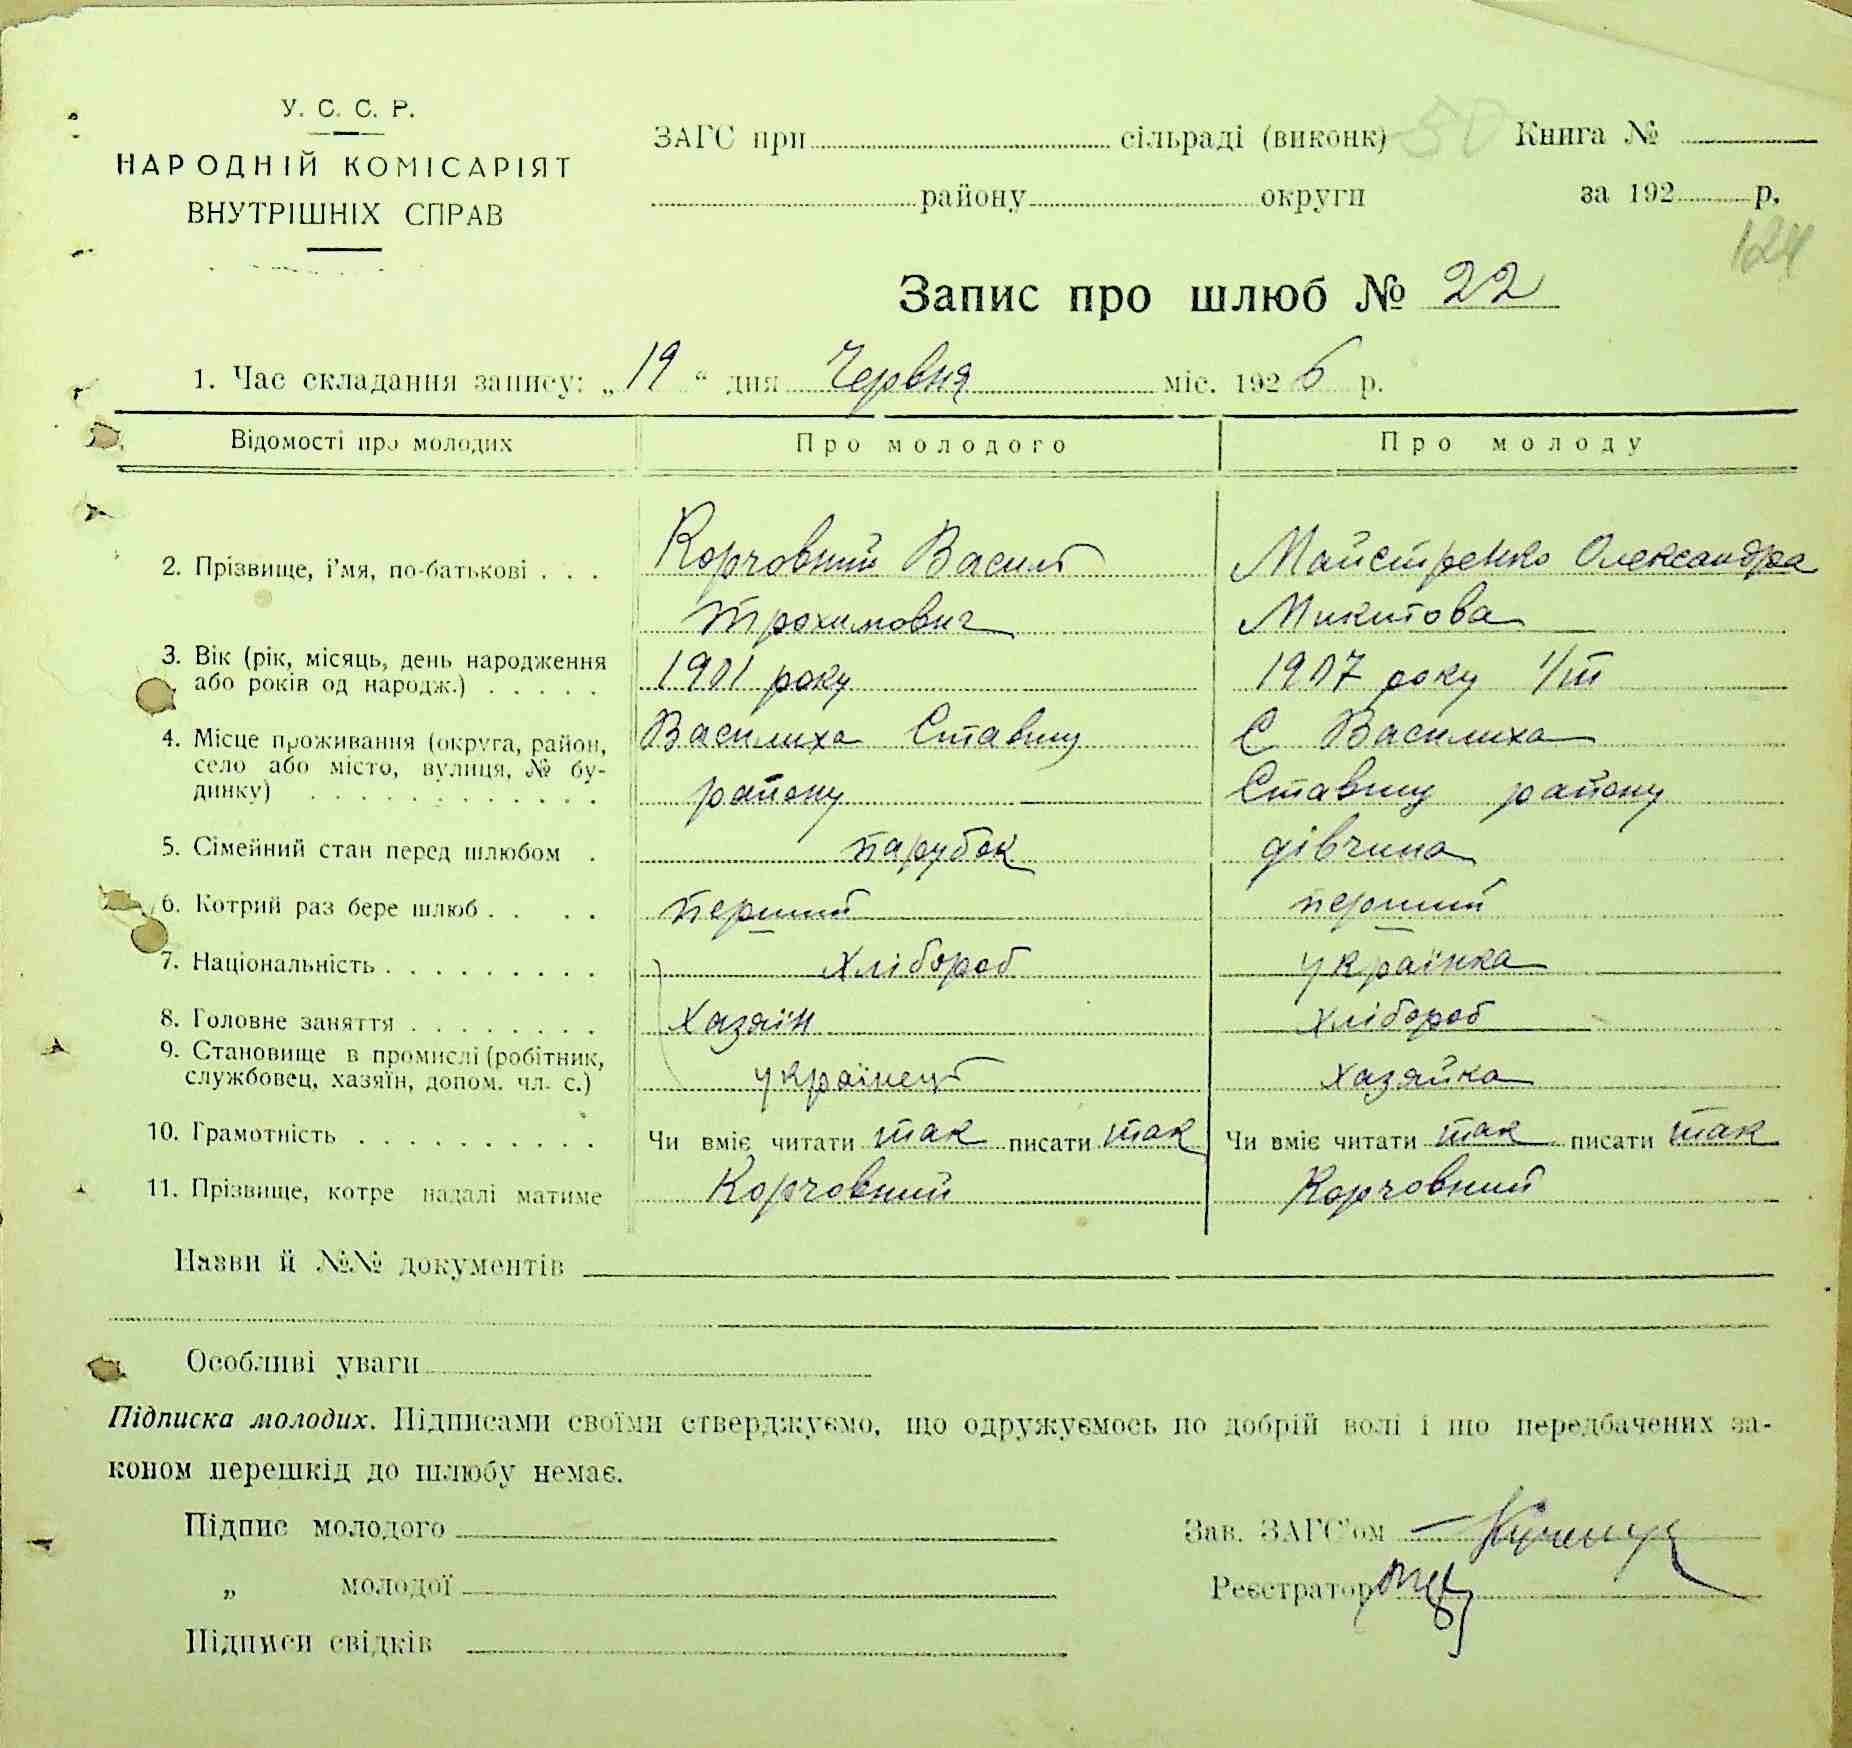 У. С. С. Р.
НАРОДНІЙ КОМІСАРІЯТ
ВНУТРІШНІХ СПРАВ
ЗАГС при сільраді (виконк) 50 Книга №
району округи за 192 р.
124
Запис про шлюб № 22
1. Час складання запису: „19“ дня Червня міс. 1926 р.
Відомості про молодих Про молодого Про молоду
2. Прізвище, і'мя, по-батькові . . . Корчовний Василь Майстренко Олександра
Трохимович Микитова
3. Вік (рік, місяць, день народження
або років од народж.) . . . . . 1901 року 1907 року 1/III
4. Місце проживання (округа, район, Василиха Ставищ С Василиха
село або місто, вулиця, № бу-
динку) . . . . . . . . . . . . району Ставищ району
5. Сімейний стан перед шлюбом . парубок дівчина
6. Котрий раз бере шлюб . . . . перший перший
7. Національність . . . . . . . . . хлібороб українка
8. Головне заняття . . . . . . . . хазяїн хлібороб
9. Становище в промислі (робітник,
службовец, хазяїн, допом. чл. с.) українець хазяйка
10. Грамотність . . . . . . . . . . Чи вміє читати так писати так Чи вміє читати так писати так
11. Прізвище, котре надалі матиме Корчовний Корчовний
Назви й №№ документів
Особливі уваги
Підписка молодих. Підписами своїми стверджуємо, що одружуємось по добрій волі і що передбачених за-
коном перешкід до шлюбу немає.
Підпис молодого Зав. ЗАГС'ом
„ молодої Реєстратор
Підписи свідків